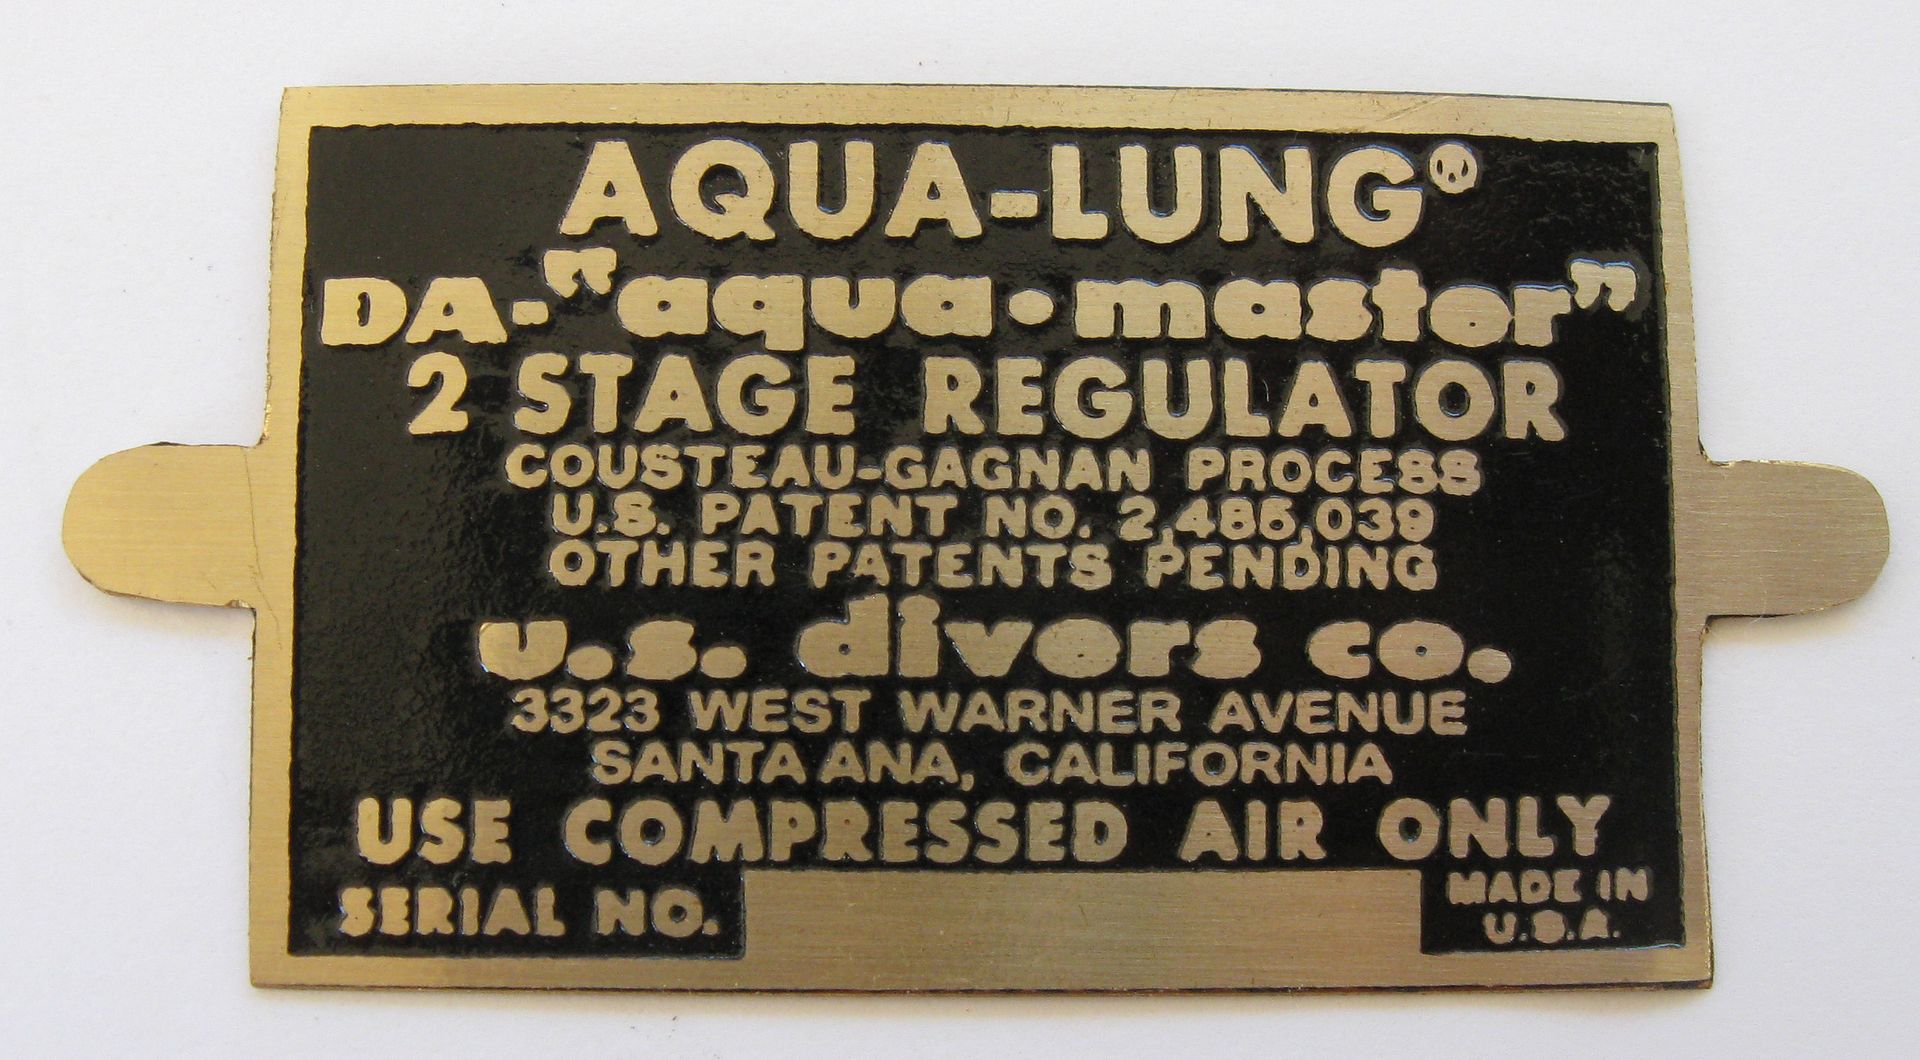 AQUA-LUNG®
DA-"aqua•master"
2 STAGE REGULATOR
COUSTEAU-GAGNAN PROCESS
U.S. PATENT NO. 2,485,039
OTHER PATENTS PENDING
u.s. divers co.
3323 WEST WARNER AVENUE
SANTA ANA, CALIFORNIA
USE COMPRESSED AIR ONLY
SERIAL NO.
MADE IN
U.S.A.